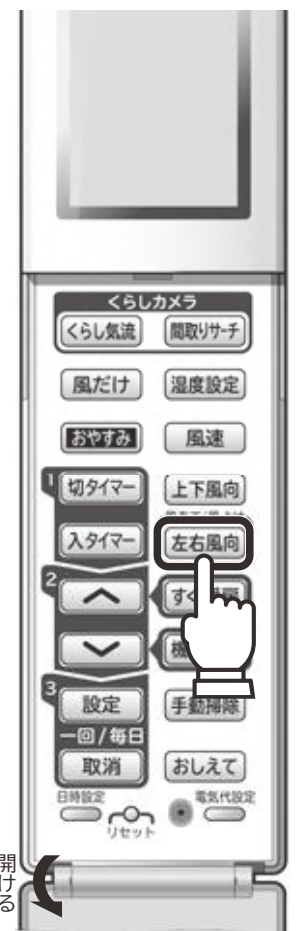 くらしカメラ
くらし気流 間取りサーチ
風だけ 湿度設定
おやすみ 風速
1 切タイマー 上下風向
入タイマー 左右風向
2
3 設定 手動掃除
一回/毎日
取消 おしえて
日時設定 電気代設定
リセット
開ける